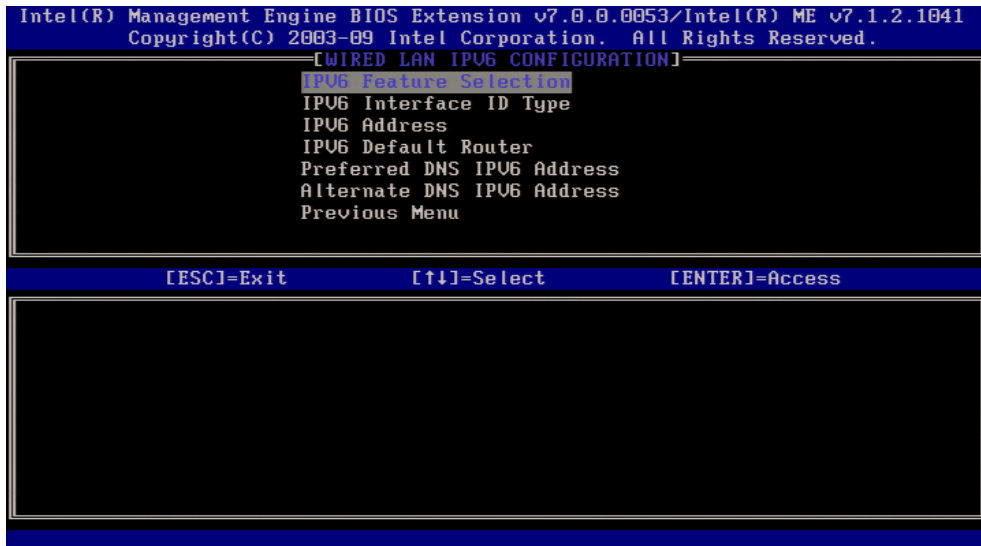 Intel(R) Management Engine BIOS Extension v7.0.0.0053/Intel(R) ME v7.1.2.1041
Copyright(C) 2003-09 Intel Corporation. All Rights Reserved.
[WIRED LAN IPV6 CONFIGURATION]
IPV6 Feature Selection
IPV6 Interface ID Type
IPV6 Address
IPV6 Default Router
Preferred DNS IPV6 Address
Alternate DNS IPV6 Address
Previous Menu
[ESC]=Exit [↑↓]=Select [ENTER]=Access